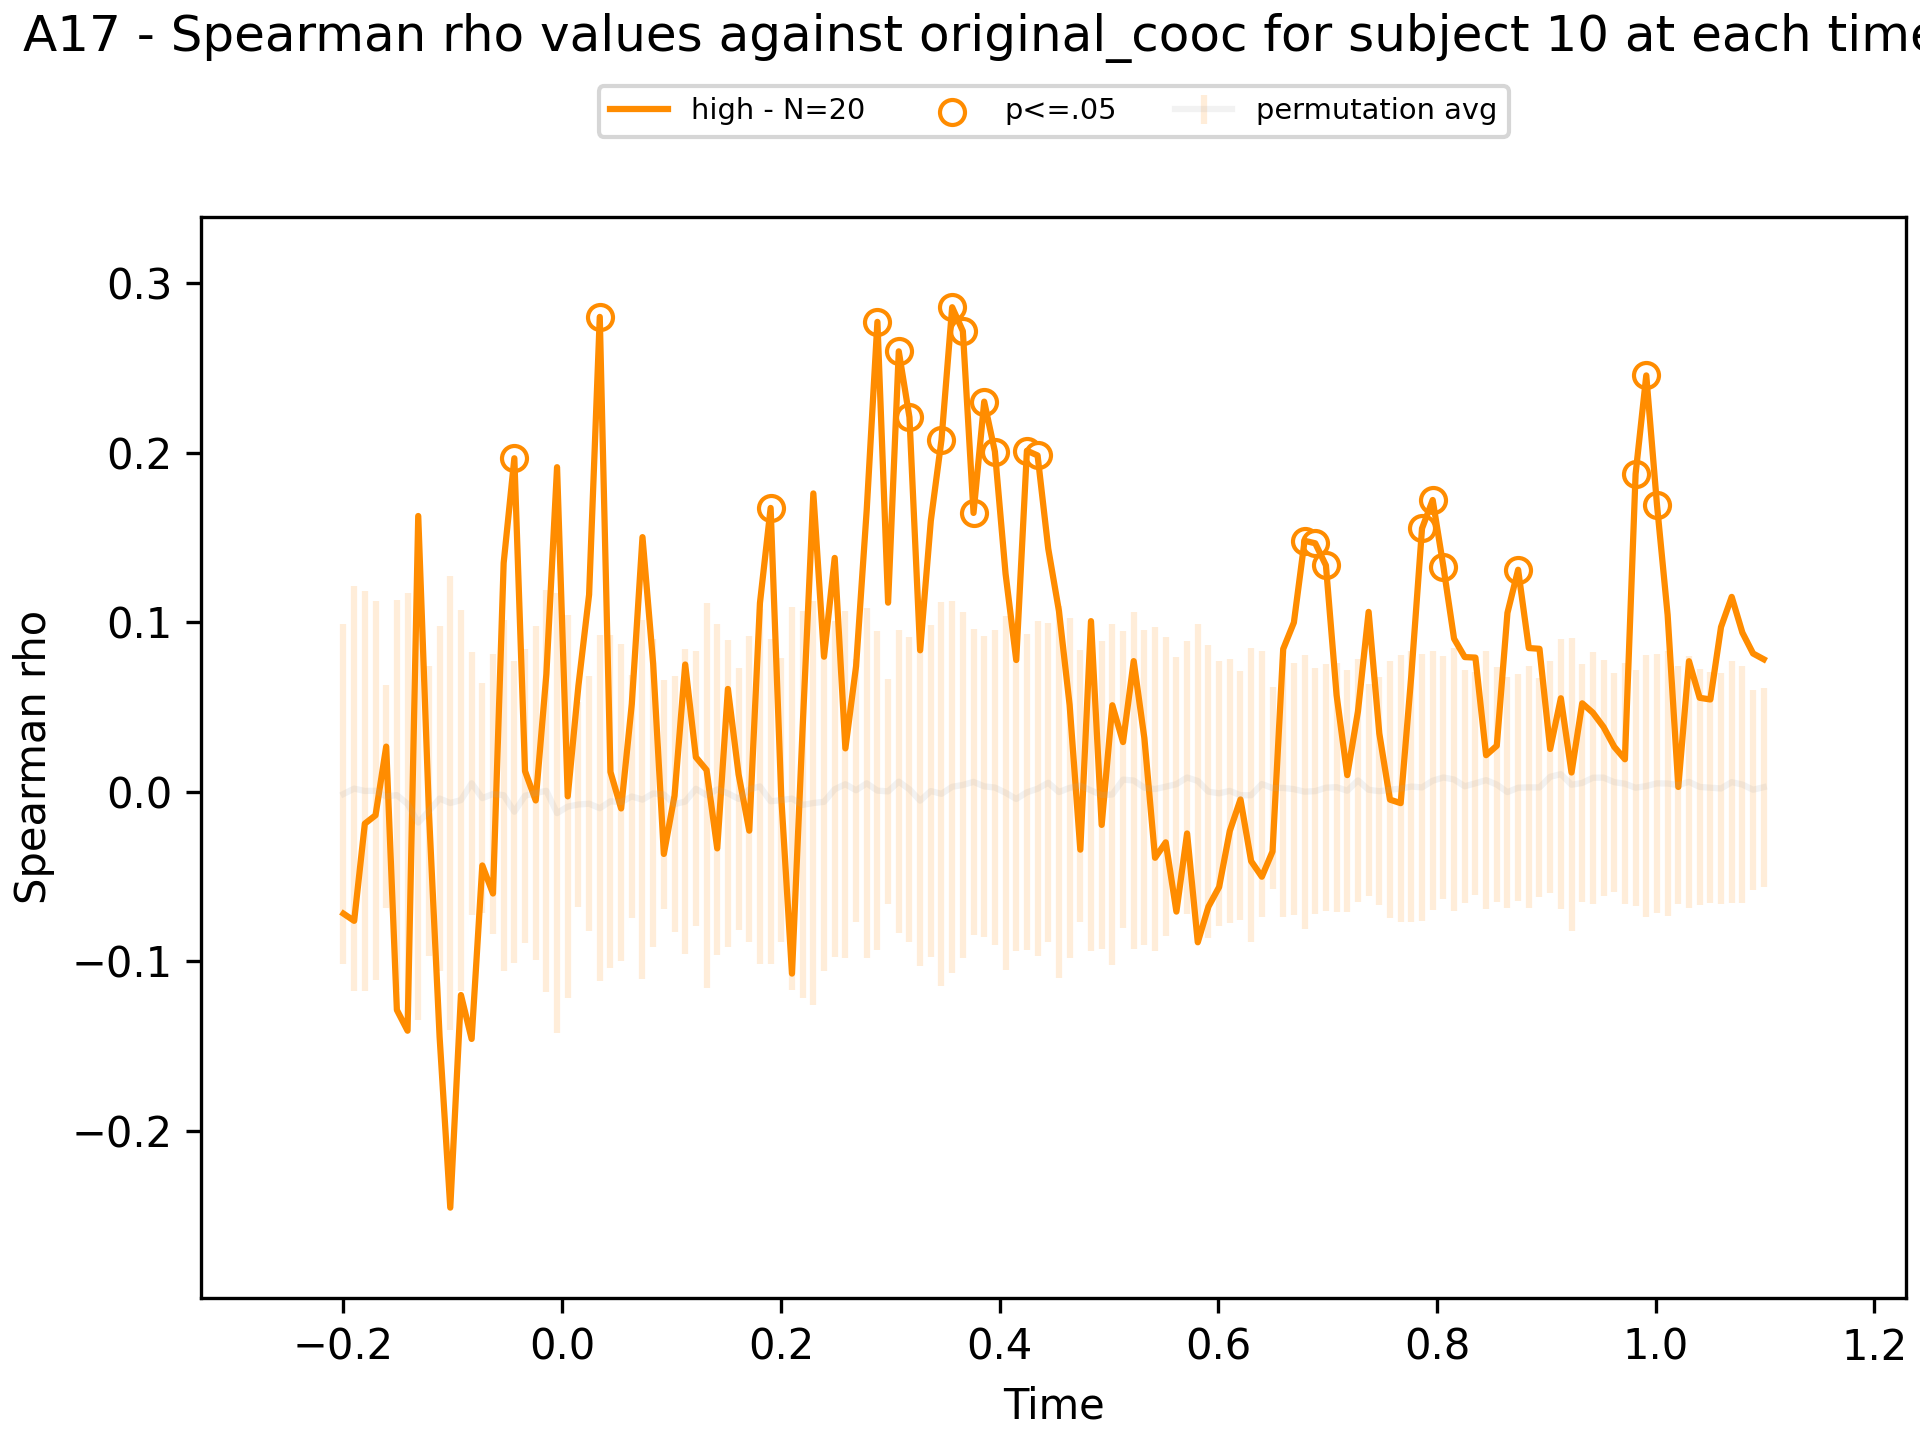 A17 - Spearman rho values against original_cooc for subject 10 at each time
high - N=20 p<=.05 permutation avg
0.3
0.2
0.1
0.0
−0.1
−0.2
Spearman rho
−0.2 0.0 0.2 0.4 0.6 0.8 1.0 1.2
Time